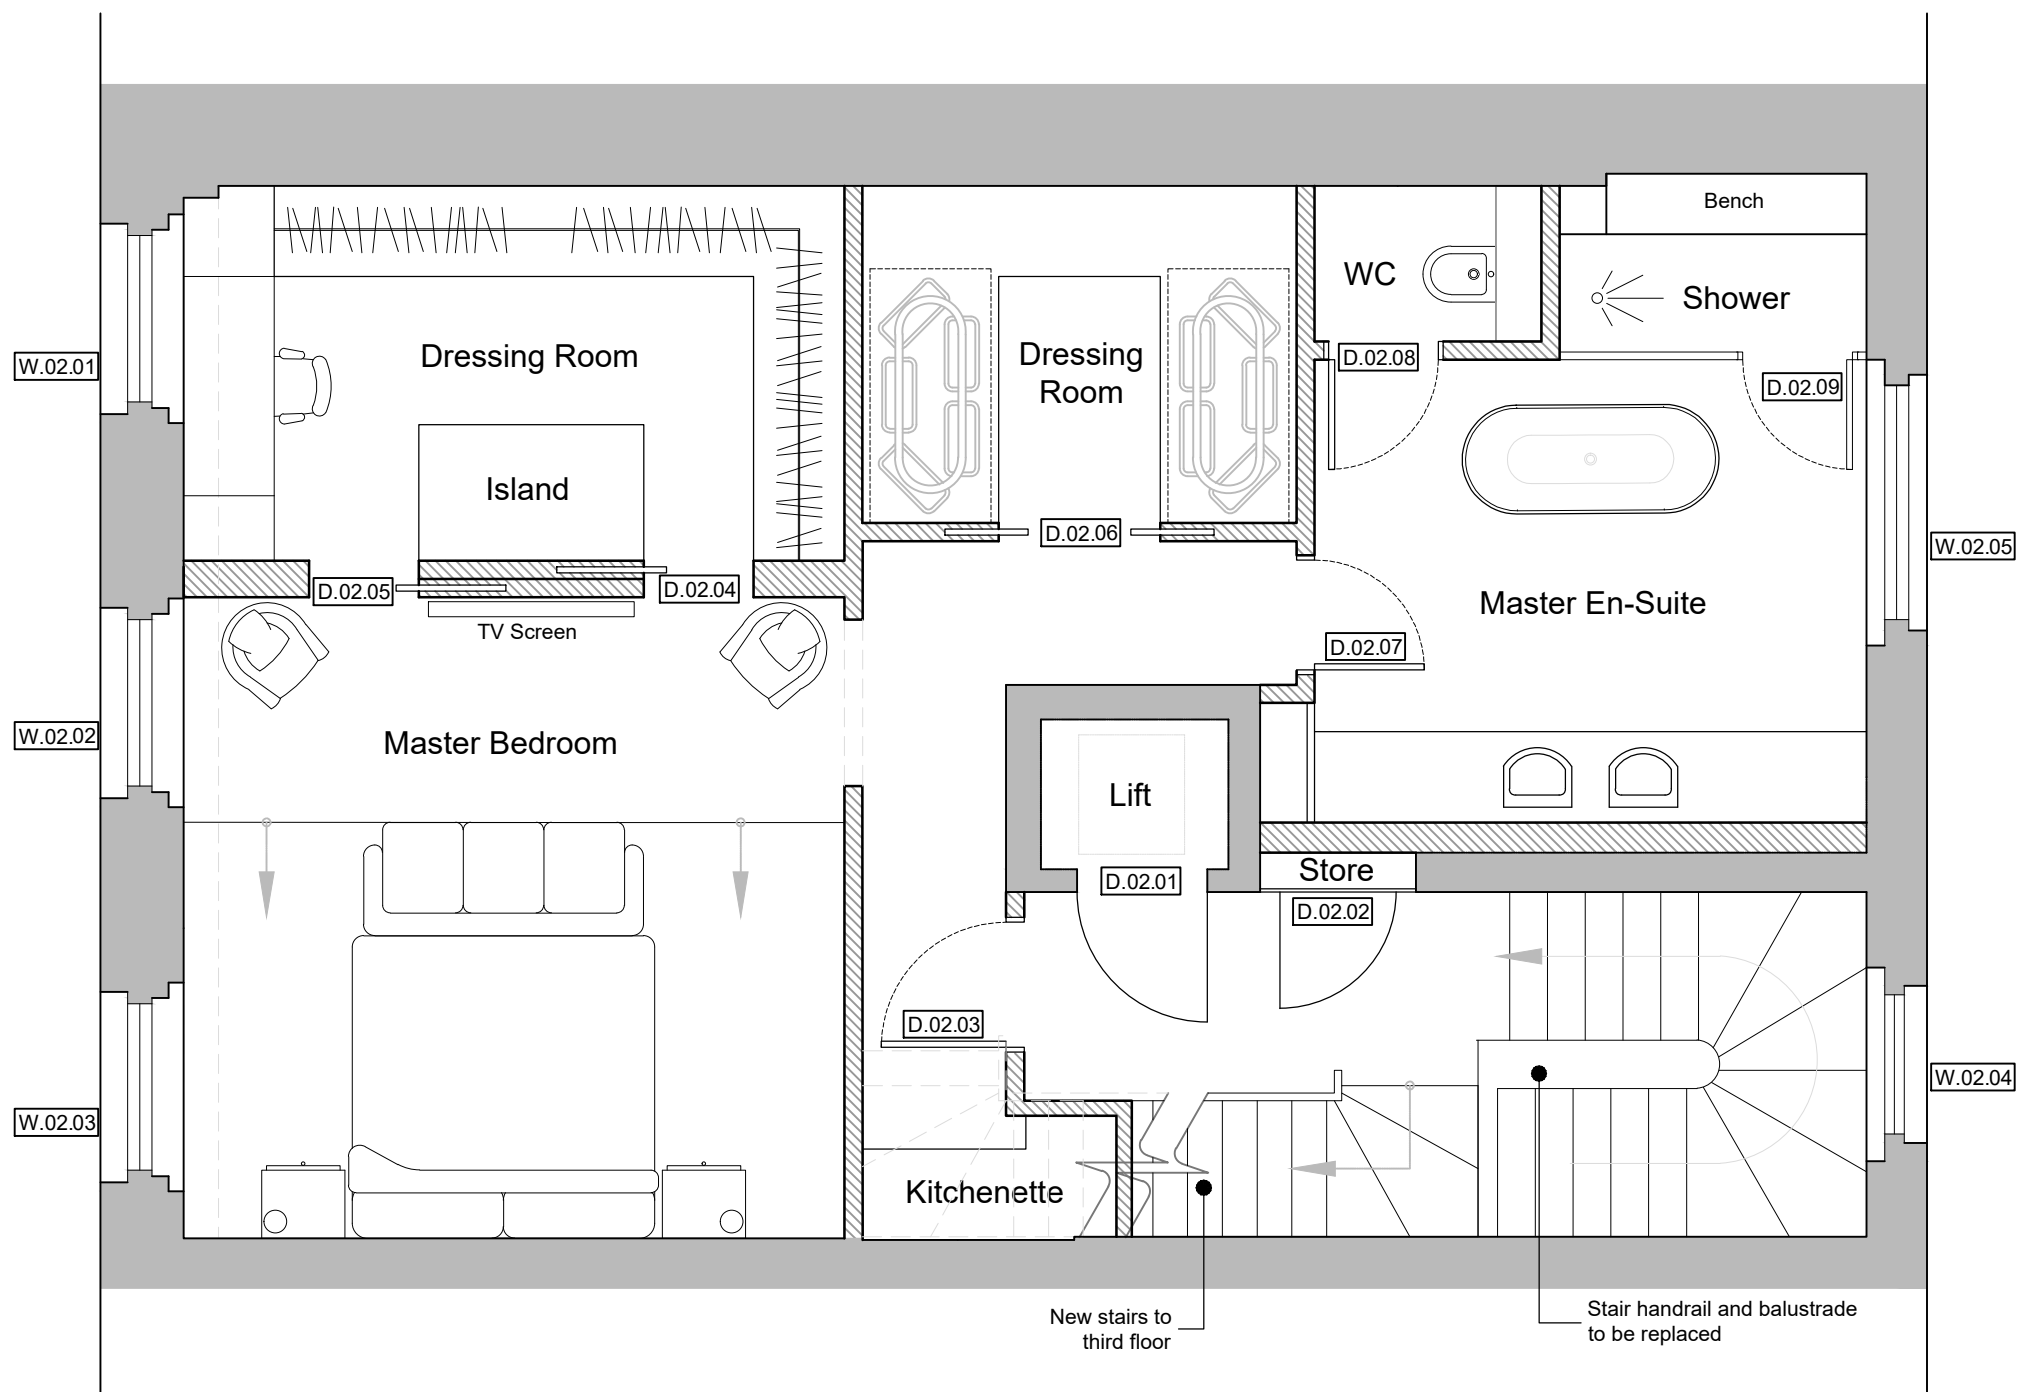 Bench
WC
Shower
W.02.01
Dressing Room
Dressing
Room
D.02.08
D.02.09
Island
D.02.06
W.02.05
D.02.05
D.02.04
TV Screen
Master En-Suite
D.02.07
W.02.02
Master Bedroom
Lift
D.02.01
Store
D.02.02
D.02.03
W.02.04
W.02.03
Kitchenette
New stairs to
third floor
Stair handrail and balustrade
to be replaced